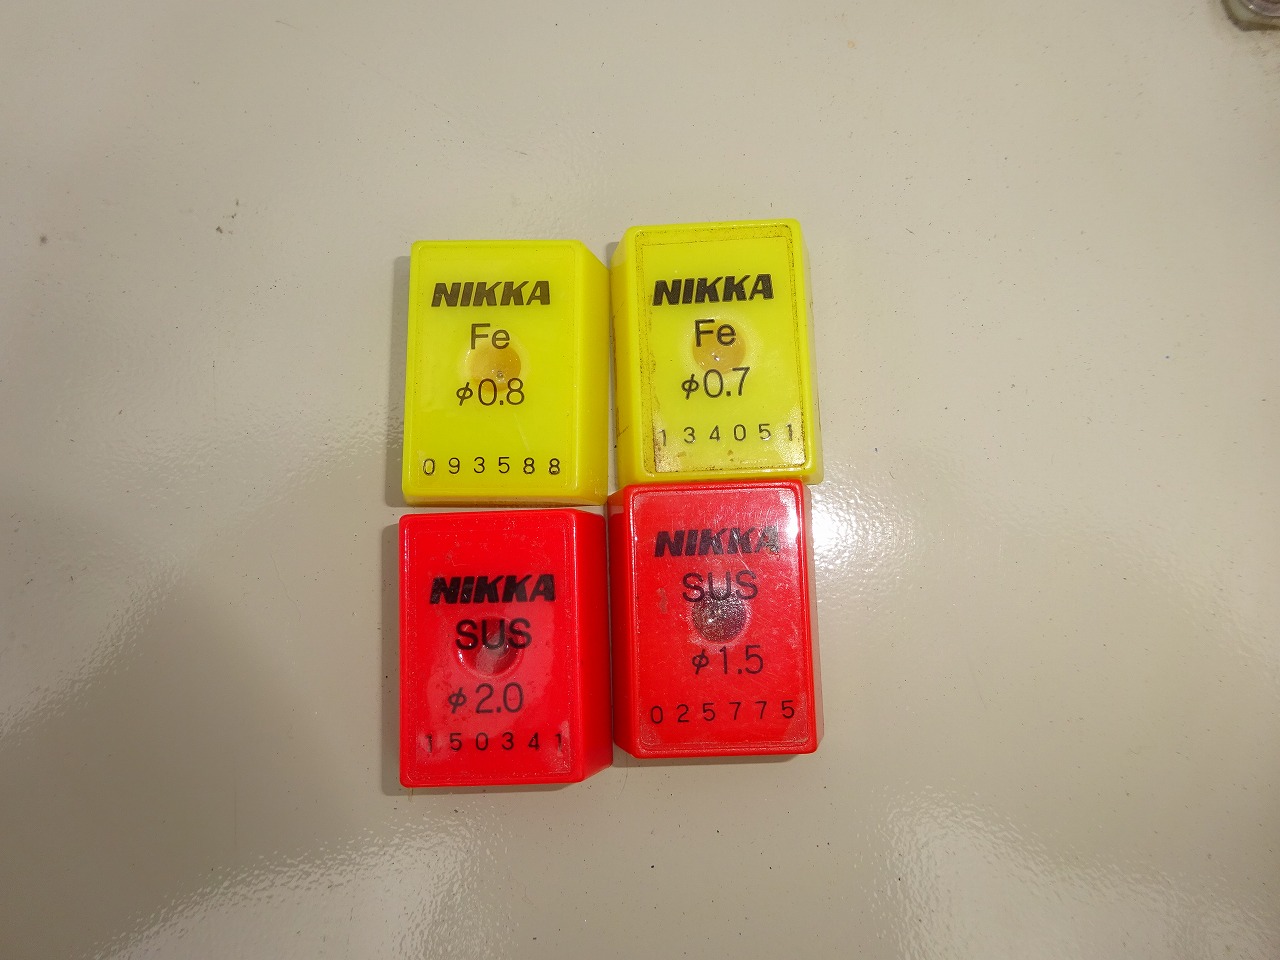 NIKKA
Fe
φ0.8
093588
NIKKA
Fe
φ0.7
134051
NIKKA
SUS
φ2.0
150341
NIKKA
SUS
φ1.5
025775